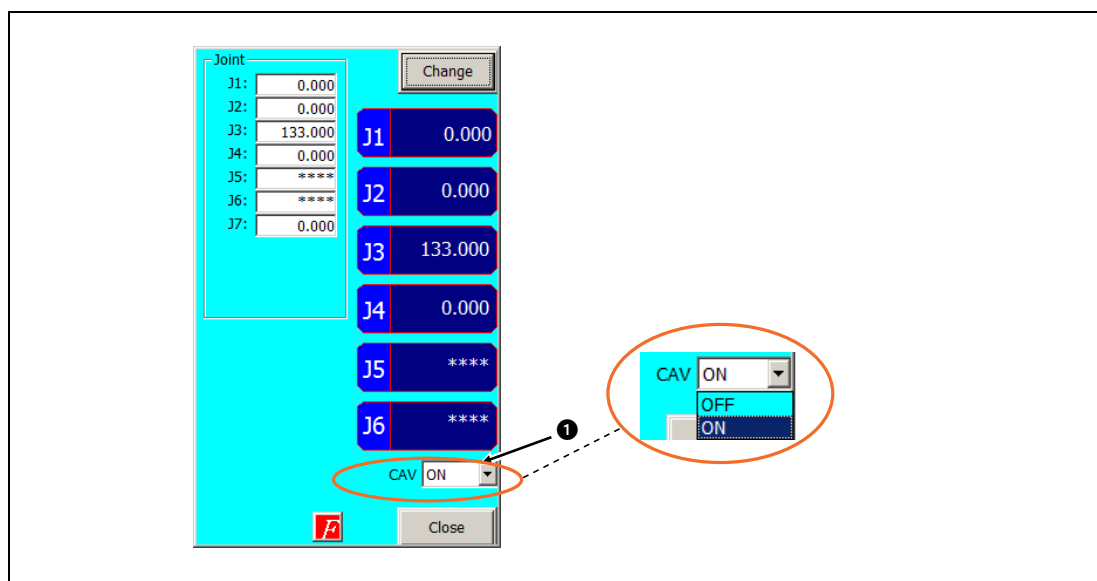 Joint
J1: 0.000
J2: 0.000
J3: 133.000
J4: 0.000
J5: ****
J6: ****
J7: 0.000
Change
J1 0.000
J2 0.000
J3 133.000
J4 0.000
J5 ****
J6 ****
CAV ON
F Close
❶
CAV ON
OFF
ON